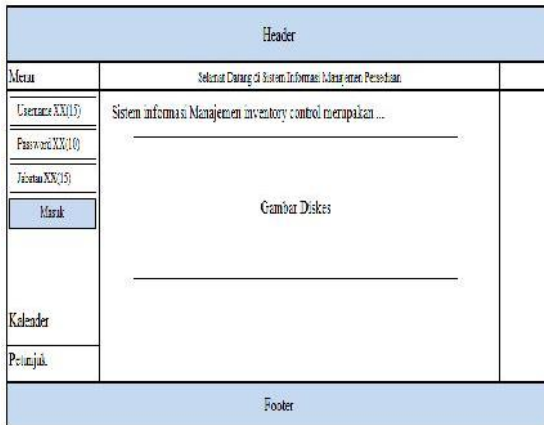 Header
Menu
Selamat Datang di Sistem Informasi Manajemen Persediaan
Username XX(15)
Sistem informasi Manajemen inventory control merupakan ...
Password XX(10)
Jabatan XX(15)
Masuk
Gambar Diskes
Kalender
Petunjuk
Footer